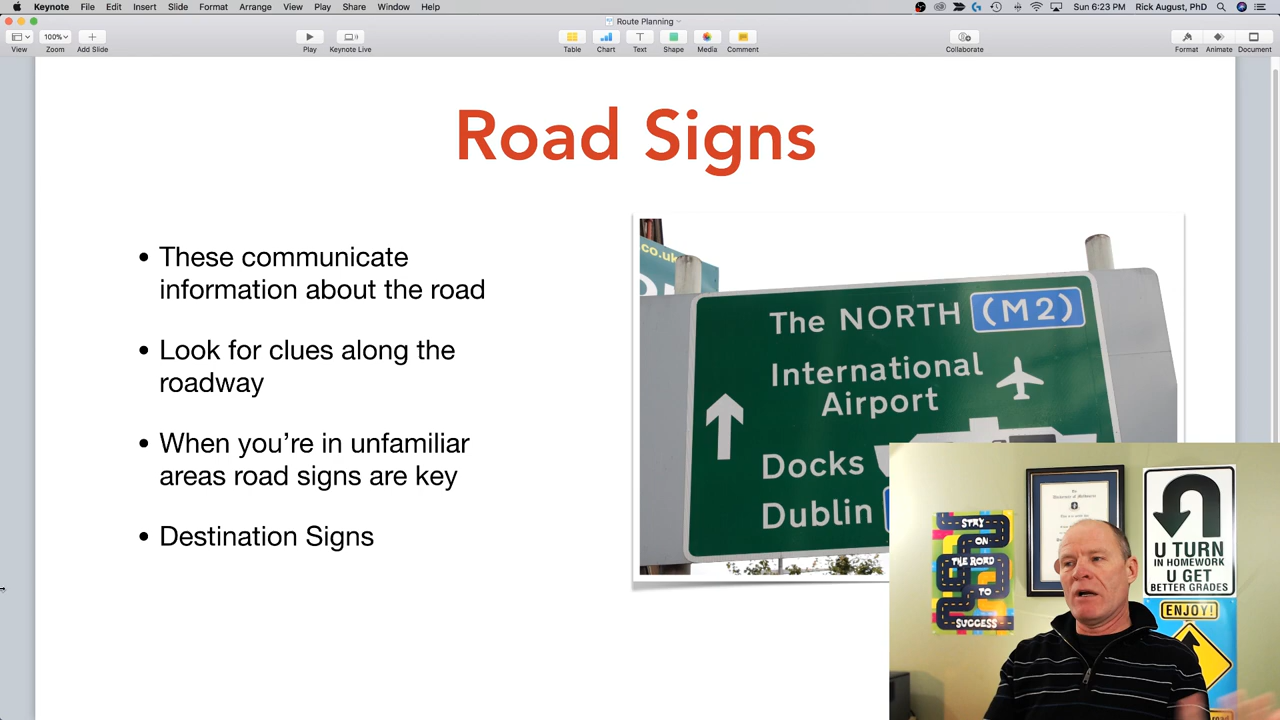 Keynote File Edit Insert Slide Format Arrange View Play Share Window Help
Sun 6:23 PM Rick August, PhD
Route Planning
100%
View Zoom Add Slide Play Keynote Live Table Chart Text Shape Media Comment Collaborate Format Animate Document
Road Signs
• These communicate
information about the road
• Look for clues along the
roadway
• When you're in unfamiliar
areas road signs are key
• Destination Signs
co.uk
The NORTH (M2)
International
Airport
Docks
Dublin
STAY
ON
THE ROAD
TO
SUCCESS
U TURN
IN HOMEWORK
U GET
BETTER GRADES
ENJOY!